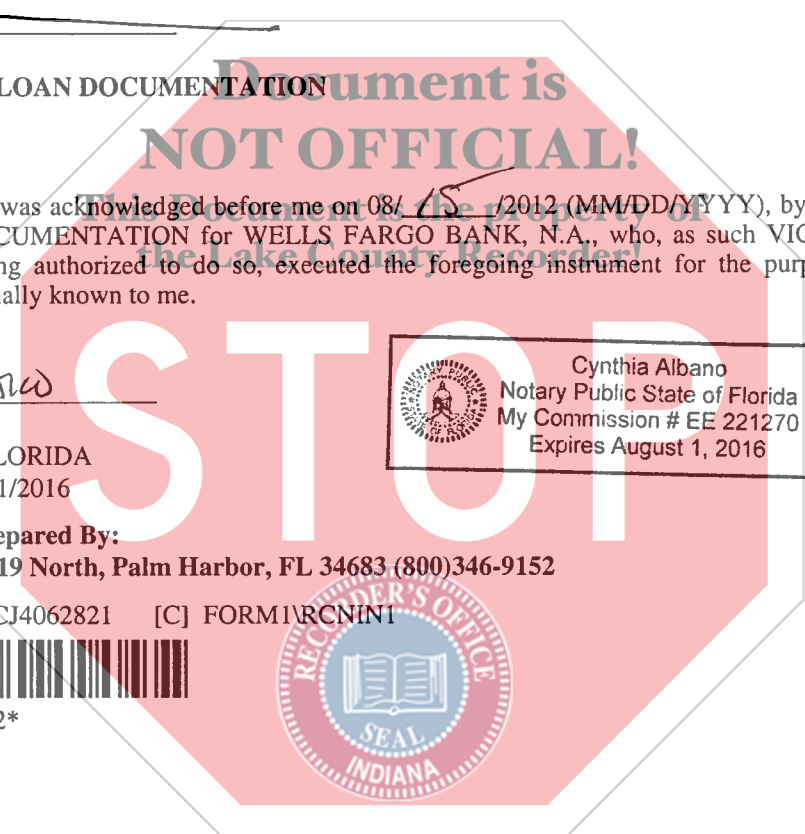 LOAN DOCUMENTATION
Document is
NOT OFFICIAL!
This Document is the property of
the Lake County Recorder!
was acknowledged before me on 08/ /2012 (MM/DD/YYYY), by
CUMENTATION for WELLS FARGO BANK, N.A., who, as such VIC
ng authorized to do so, executed the foregoing instrument for the purp
nally known to me.
STOP
Cynthia Albano
Notary Public State of Florida
My Commission # EE 221270
Expires August 1, 2016
NOTARY PUBLIC
LORIDA
1/2016
epared By:
19 North, Palm Harbor, FL 34683 (800)346-9152
CJ4062821 [C] FORM1\RCNIN1
2*
RECORDER'S OFFICE
SEAL
INDIANA